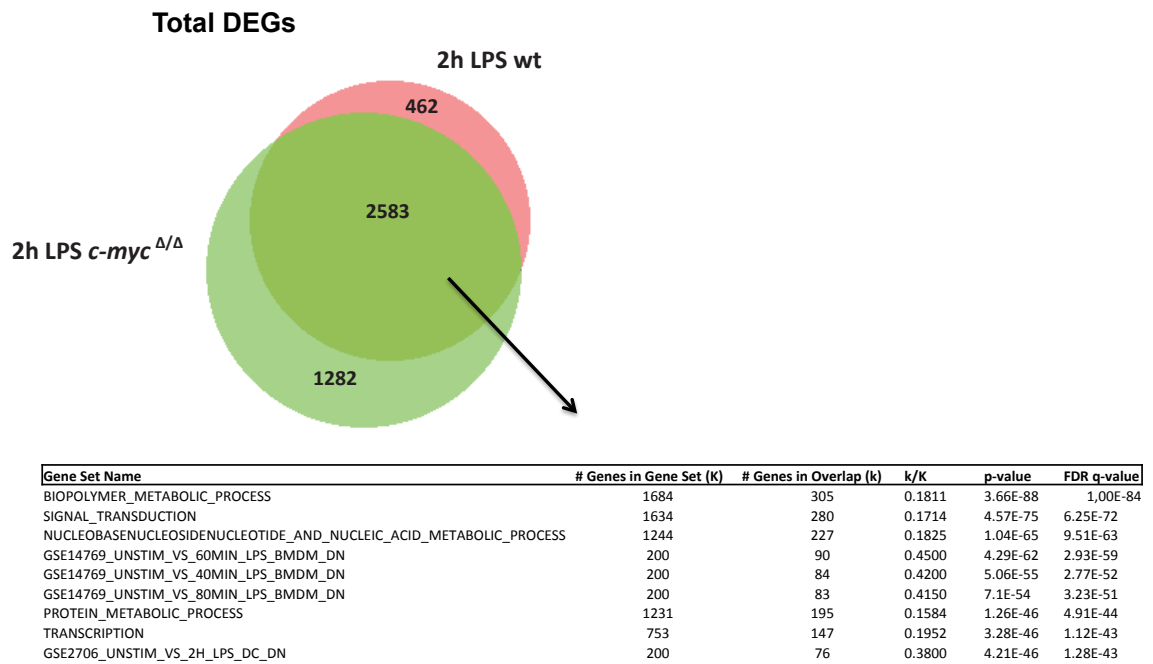 Total DEGs
2h LPS wt
462
2583
2h LPS c-myc Δ/Δ
1282
Gene Set Name # Genes in Gene Set (K) # Genes in Overlap (k) k/K p-value FDR q-value
BIOPOLYMER_METABOLIC_PROCESS 1684 305 0.1811 3.66E-88 1,00E-84
SIGNAL_TRANSDUCTION 1634 280 0.1714 4.57E-75 6.25E-72
NUCLEOBASENUCLEOSIDENUCLEOTIDE_AND_NUCLEIC_ACID_METABOLIC_PROCESS 1244 227 0.1825 1.04E-65 9.51E-63
GSE14769_UNSTIM_VS_60MIN_LPS_BMDM_DN 200 90 0.4500 4.29E-62 2.93E-59
GSE14769_UNSTIM_VS_40MIN_LPS_BMDM_DN 200 84 0.4200 5.06E-55 2.77E-52
GSE14769_UNSTIM_VS_80MIN_LPS_BMDM_DN 200 83 0.4150 7.1E-54 3.23E-51
PROTEIN_METABOLIC_PROCESS 1231 195 0.1584 1.26E-46 4.91E-44
TRANSCRIPTION 753 147 0.1952 3.28E-46 1.12E-43
GSE2706_UNSTIM_VS_2H_LPS_DC_DN 200 76 0.3800 4.21E-46 1.28E-43